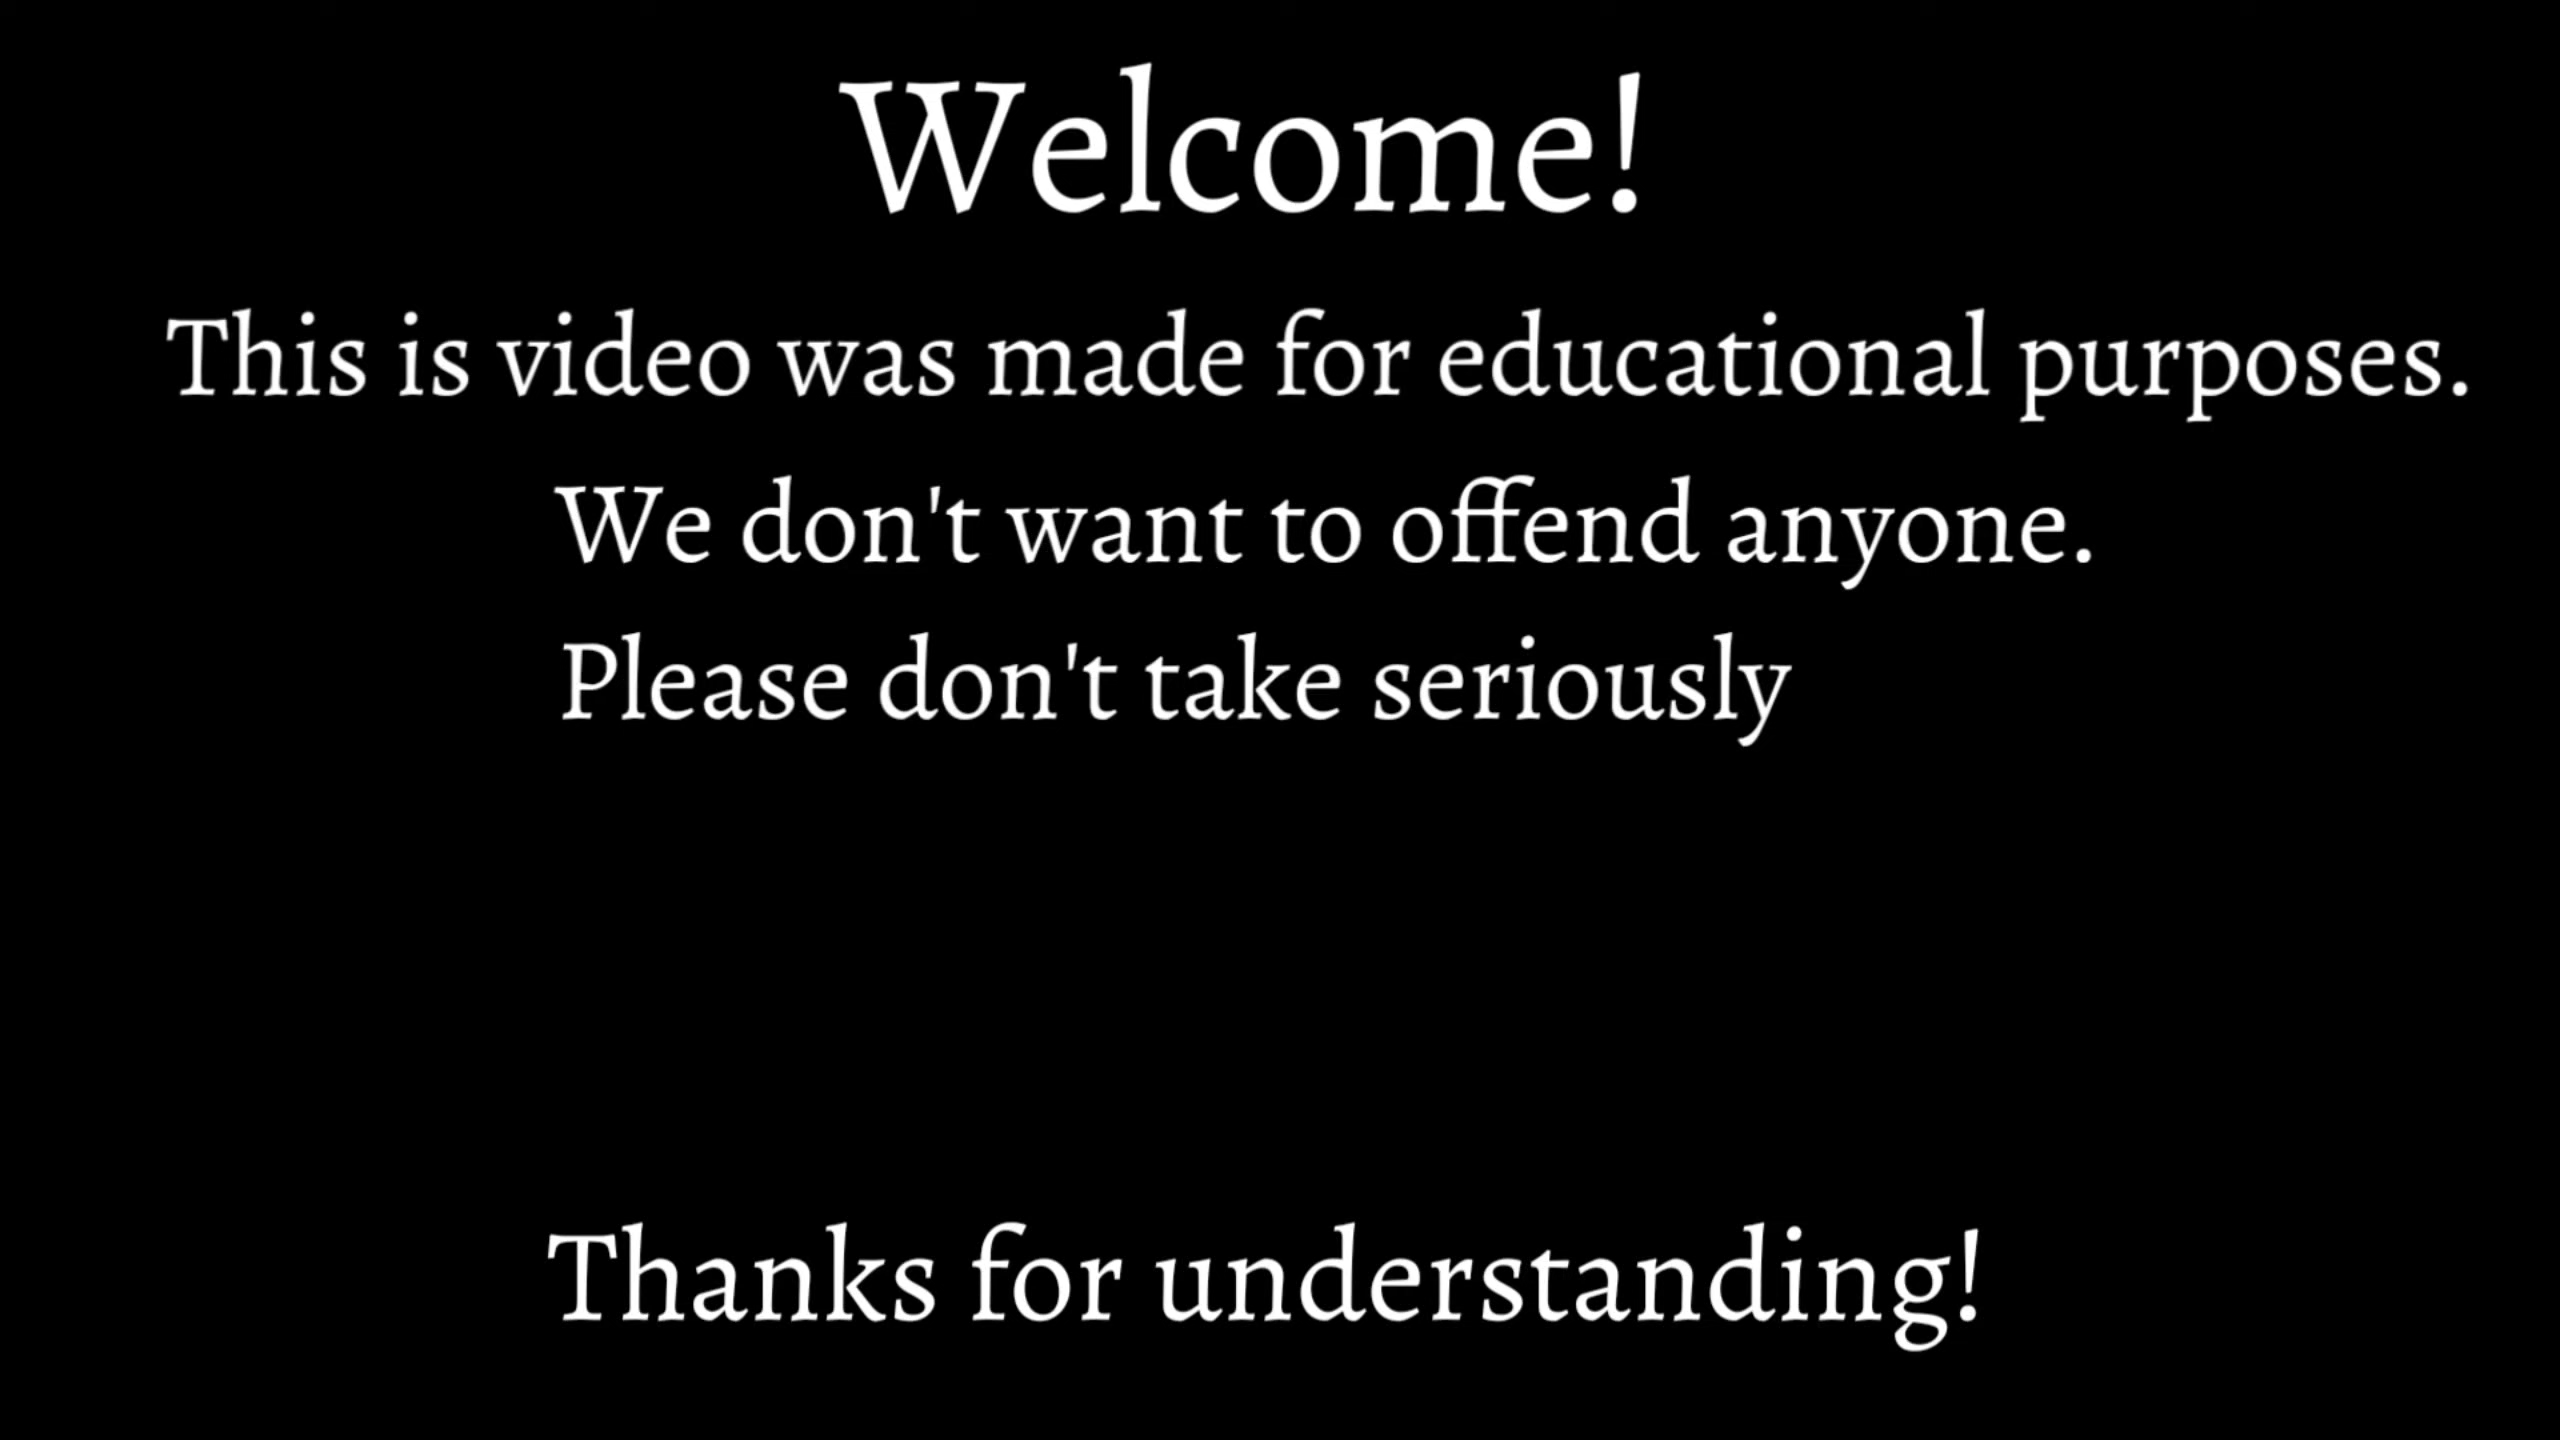 Welcome!
This is video was made for educational purposes.
We don't want to offend anyone.
Please don't take seriously
Thanks for understanding!